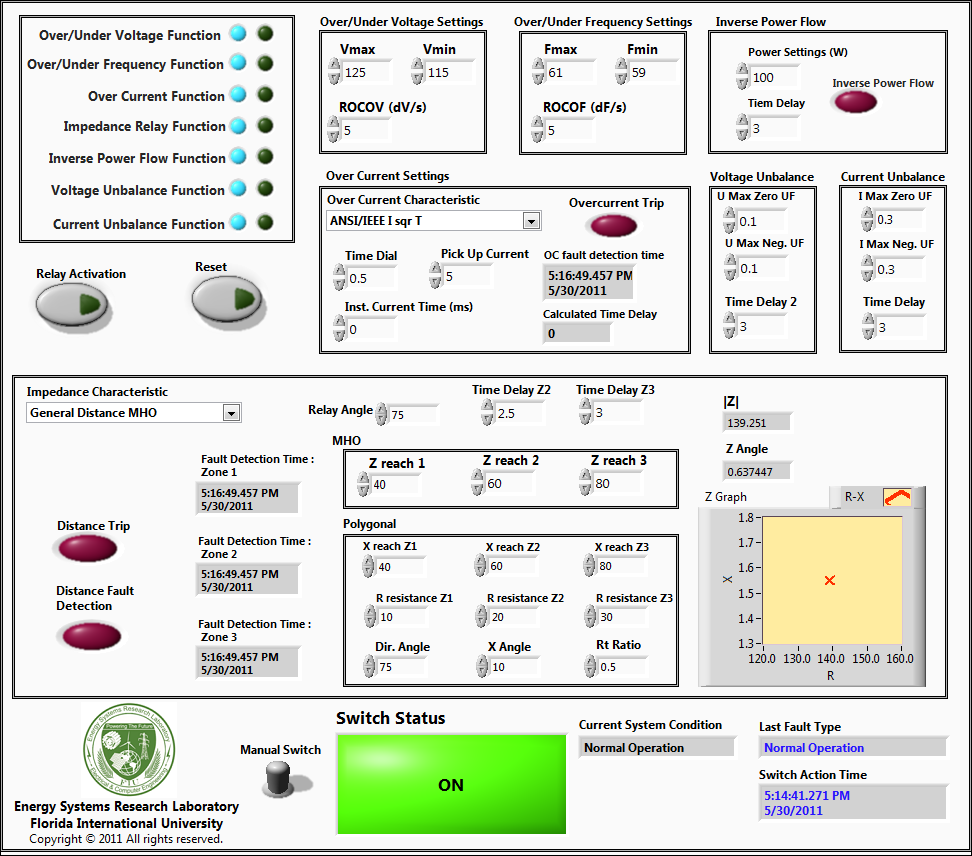 Over/Under Voltage Function
Over/Under Frequency Function
Over Current Function
Impedance Relay Function
Inverse Power Flow Function
Voltage Unbalance Function
Current Unbalance Function
Relay Activation
Reset
Over/Under Voltage Settings
Vmax
Vmin
125
115
ROCOV (dV/s)
5
Over/Under Frequency Settings
Fmax
Fmin
61
59
ROCOF (dF/s)
5
Inverse Power Flow
Power Settings (W)
100
Tiem Delay
3
Inverse Power Flow
Over Current Settings
Over Current Characteristic
ANSI/IEEE I sqr T
Overcurrent Trip
Time Dial
0.5
Pick Up Current
5
Inst. Current Time (ms)
0
OC fault detection time
5:16:49.457 PM
5/30/2011
Calculated Time Delay
0
Voltage Unbalance
U Max Zero UF
0.1
U Max Neg. UF
0.1
Time Delay 2
3
Current Unbalance
I Max Zero UF
0.3
I Max Neg. UF
0.3
Time Delay
3
Impedance Characteristic
General Distance MHO
Relay Angle
75
Time Delay Z2
2.5
Time Delay Z3
3
MHO
Z reach 1
Z reach 2
Z reach 3
40
60
80
Fault Detection Time :
Zone 1
5:16:49.457 PM
5/30/2011
Fault Detection Time :
Zone 2
5:16:49.457 PM
5/30/2011
Fault Detection Time :
Zone 3
5:16:49.457 PM
5/30/2011
Distance Trip
Distance Fault
Detection
Polygonal
X reach Z1
X reach Z2
X reach Z3
40
60
80
R resistance Z1
R resistance Z2
R resistance Z3
10
20
30
Dir. Angle
X Angle
Rt Ratio
75
10
0.5
|Z|
139.251
Z Angle
0.637447
Z Graph
R-X
1.8
1.7
1.6
1.5
1.4
1.3
X
120.0 130.0 140.0 150.0 160.0
R
Energy Systems Research Laboratory
Powering The Future
FIU
Electrical & Computer Engineering
Energy Systems Research Laboratory
Florida International University
Copyright © 2011 All rights reserved.
Manual Switch
Switch Status
ON
Current System Condition
Normal Operation
Last Fault Type
Normal Operation
Switch Action Time
5:14:41.271 PM
5/30/2011